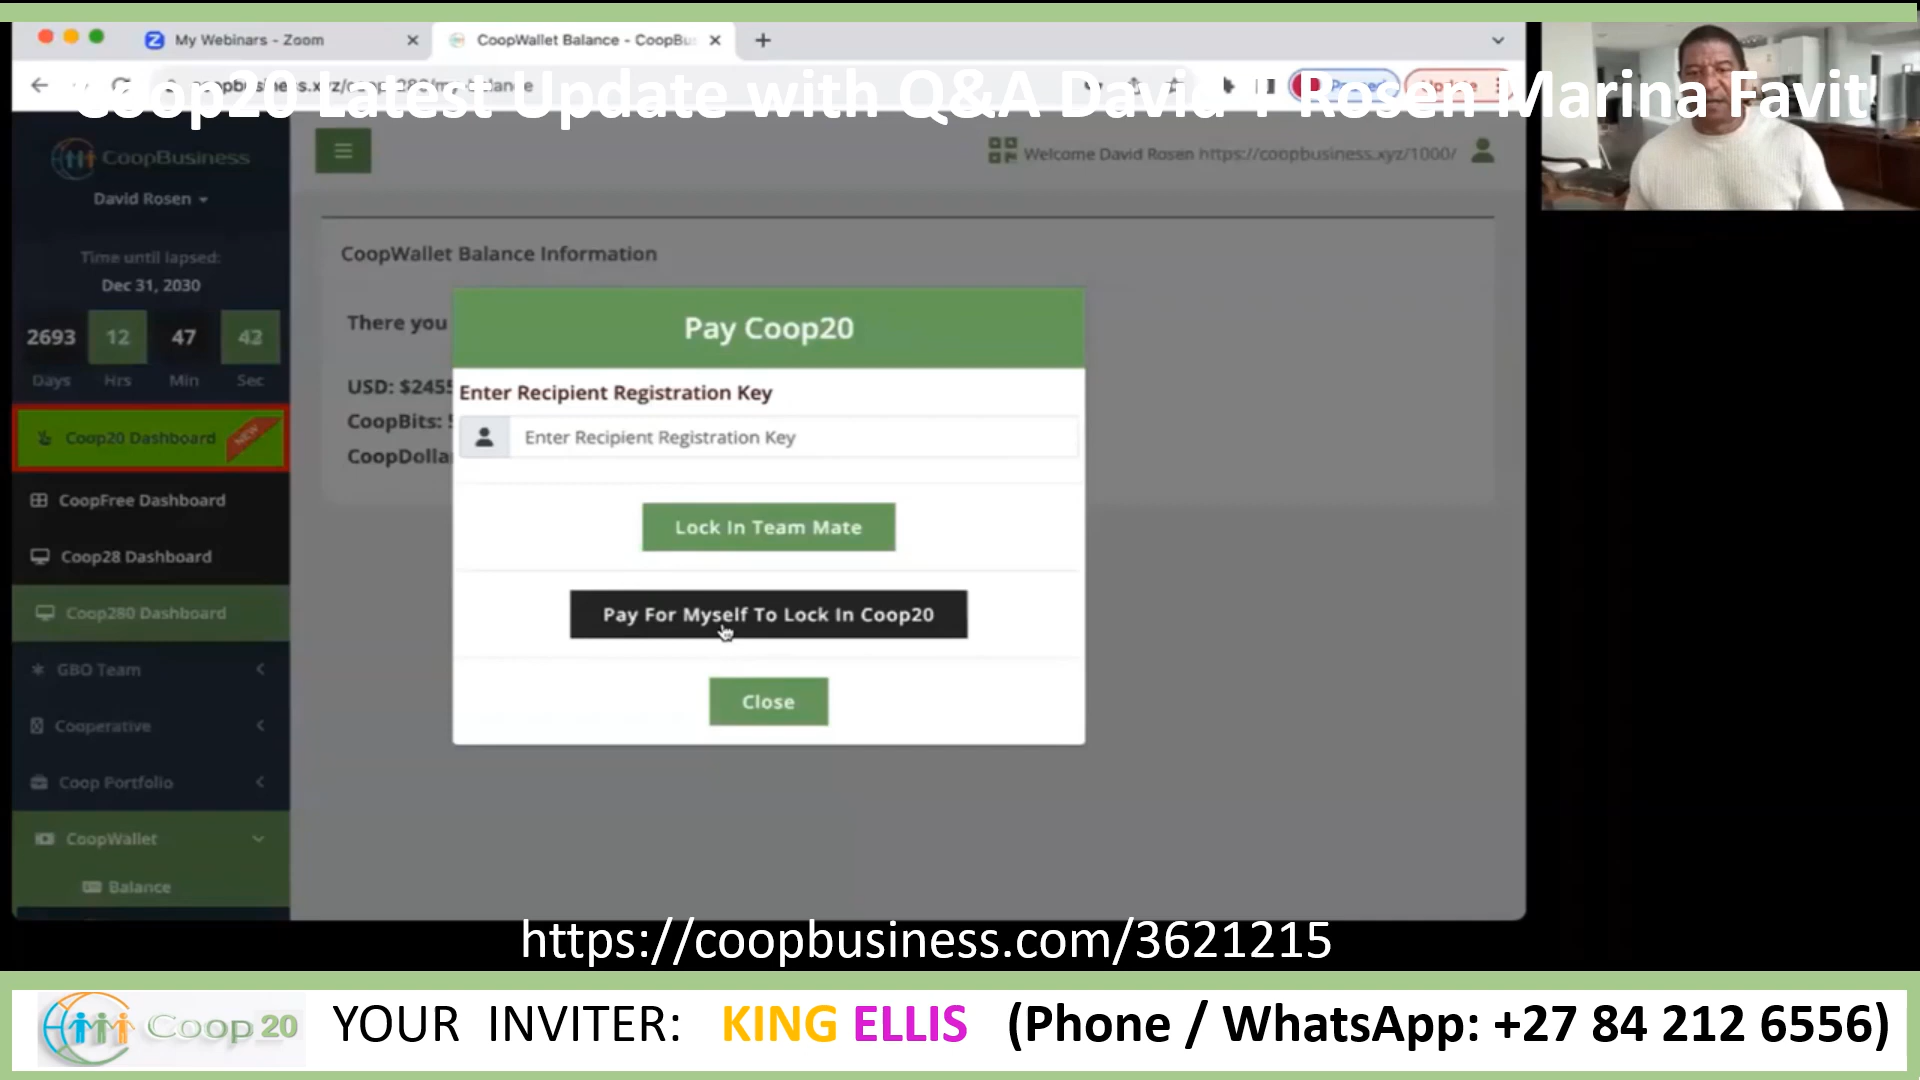 My Webinars - Zoom
CoopWallet Balance - CoopBu
Coop20 Latest Update with Q&A David T Rosen Marina Favit
CoopBusiness
David Rosen
Welcome David Rosen https://coopbusiness.xyz/1000/
Time until lapsed:
Dec 31, 2030
2693 12 47 42
Days Hrs Min Sec
Coop20 Dashboard NEW
CoopFree Dashboard
Coop28 Dashboard
Coop280 Dashboard
GBO Team
Cooperative
Coop Portfolio
CoopWallet
Balance
CoopWallet Balance Information
There you
USD: $2455
CoopBits:
CoopDolla
Pay Coop20
Enter Recipient Registration Key
Enter Recipient Registration Key
Lock In Team Mate
Pay For Myself To Lock In Coop20
Close
https://coopbusiness.com/3621215
Coop 20
YOUR INVITER: KING ELLIS (Phone / WhatsApp: +27 84 212 6556)